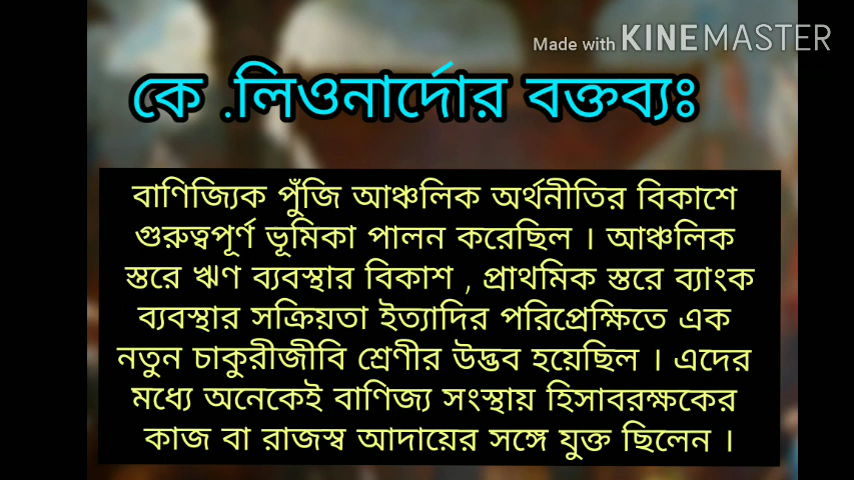 Made with KINEMASTER
কে .লিওনার্দোর বক্তব্যঃ
বাণিজ্যিক পুঁজি আঞ্চলিক অর্থনীতির বিকাশে
গুরুত্বপূর্ণ ভূমিকা পালন করেছিল । আঞ্চলিক
স্তরে ঋণ ব্যবস্থার বিকাশ , প্রাথমিক স্তরে ব্যাংক
ব্যবস্থার সক্রিয়তা ইত্যাদির পরিপ্রেক্ষিতে এক
নতুন চাকুরীজীবি শ্রেণীর উদ্ভব হয়েছিল । এদের
মধ্যে অনেকেই বাণিজ্য সংস্থায় হিসাবরক্ষকের
কাজ বা রাজস্ব আদায়ের সঙ্গে যুক্ত ছিলেন ।